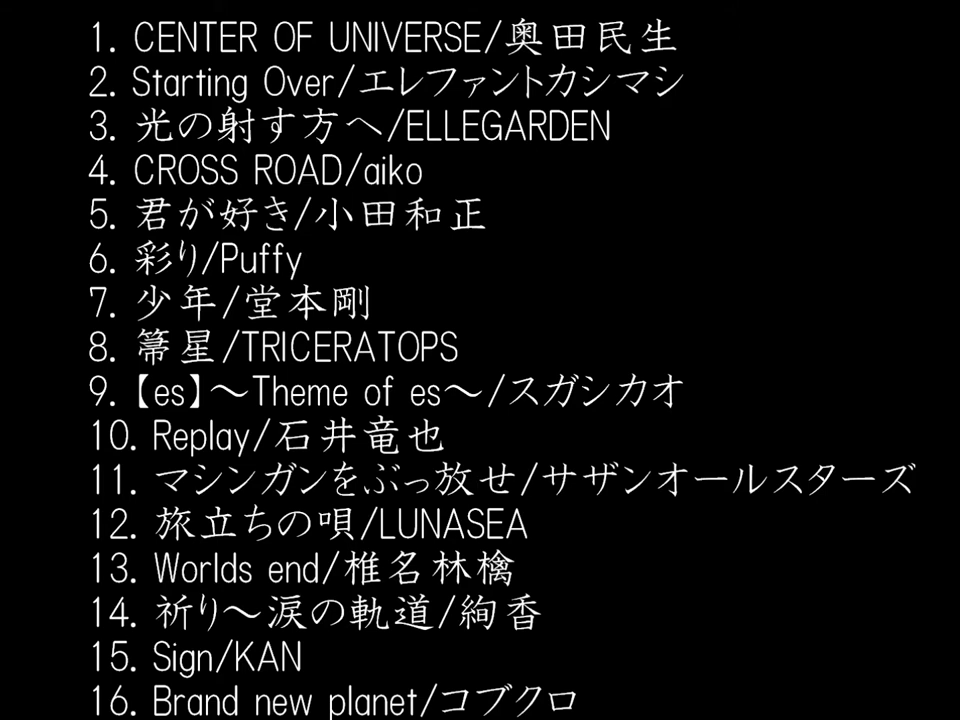 1. CENTER OF UNIVERSE/奥田民生
2. Starting Over/エレファントカシマシ
3. 光の射す方へ/ELLEGARDEN
4. CROSS ROAD/aiko
5. 君が好き/小田和正
6. 彩り/Puffy
7. 少年/堂本剛
8. 箒星/TRICERATOPS
9. 【es】～Theme of es～/スガシカオ
10. Replay/石井竜也
11. マシンガンをぶっ放せ/サザンオールスターズ
12. 旅立ちの唄/LUNASEA
13. Worlds end/椎名林檎
14. 祈り～涙の軌道/絢香
15. Sign/KAN
16. Brand new planet/コブクロ